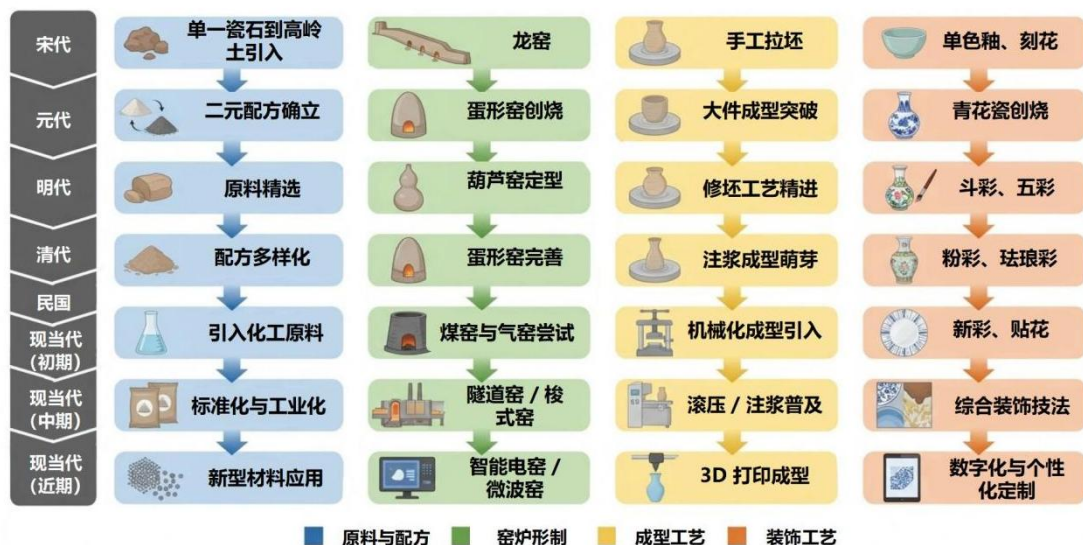 宋代
单一瓷石到高岭
土引入
龙窑
手工拉坯
单色釉、刻花
元代
二元配方确立
蛋形窑创烧
大件成型突破
青花瓷创烧
明代
原料精选
葫芦窑定型
修坯工艺精进
斗彩、五彩
清代
配方多样化
蛋形窑完善
注浆成型萌芽
粉彩、珐琅彩
民国
现当代
(初期)
引入化工原料
煤窑与气窑尝试
机械化成型引入
新彩、贴花
现当代
(中期)
标准化与工业化
隧道窑 / 梭
式窑
滚压 / 注浆普及
综合装饰技法
现当代
(近期)
新型材料应用
智能电窑 /
微波窑
3D 打印成型
数字化与个性
化定制
原料与配方
窑炉形制
成型工艺
装饰工艺